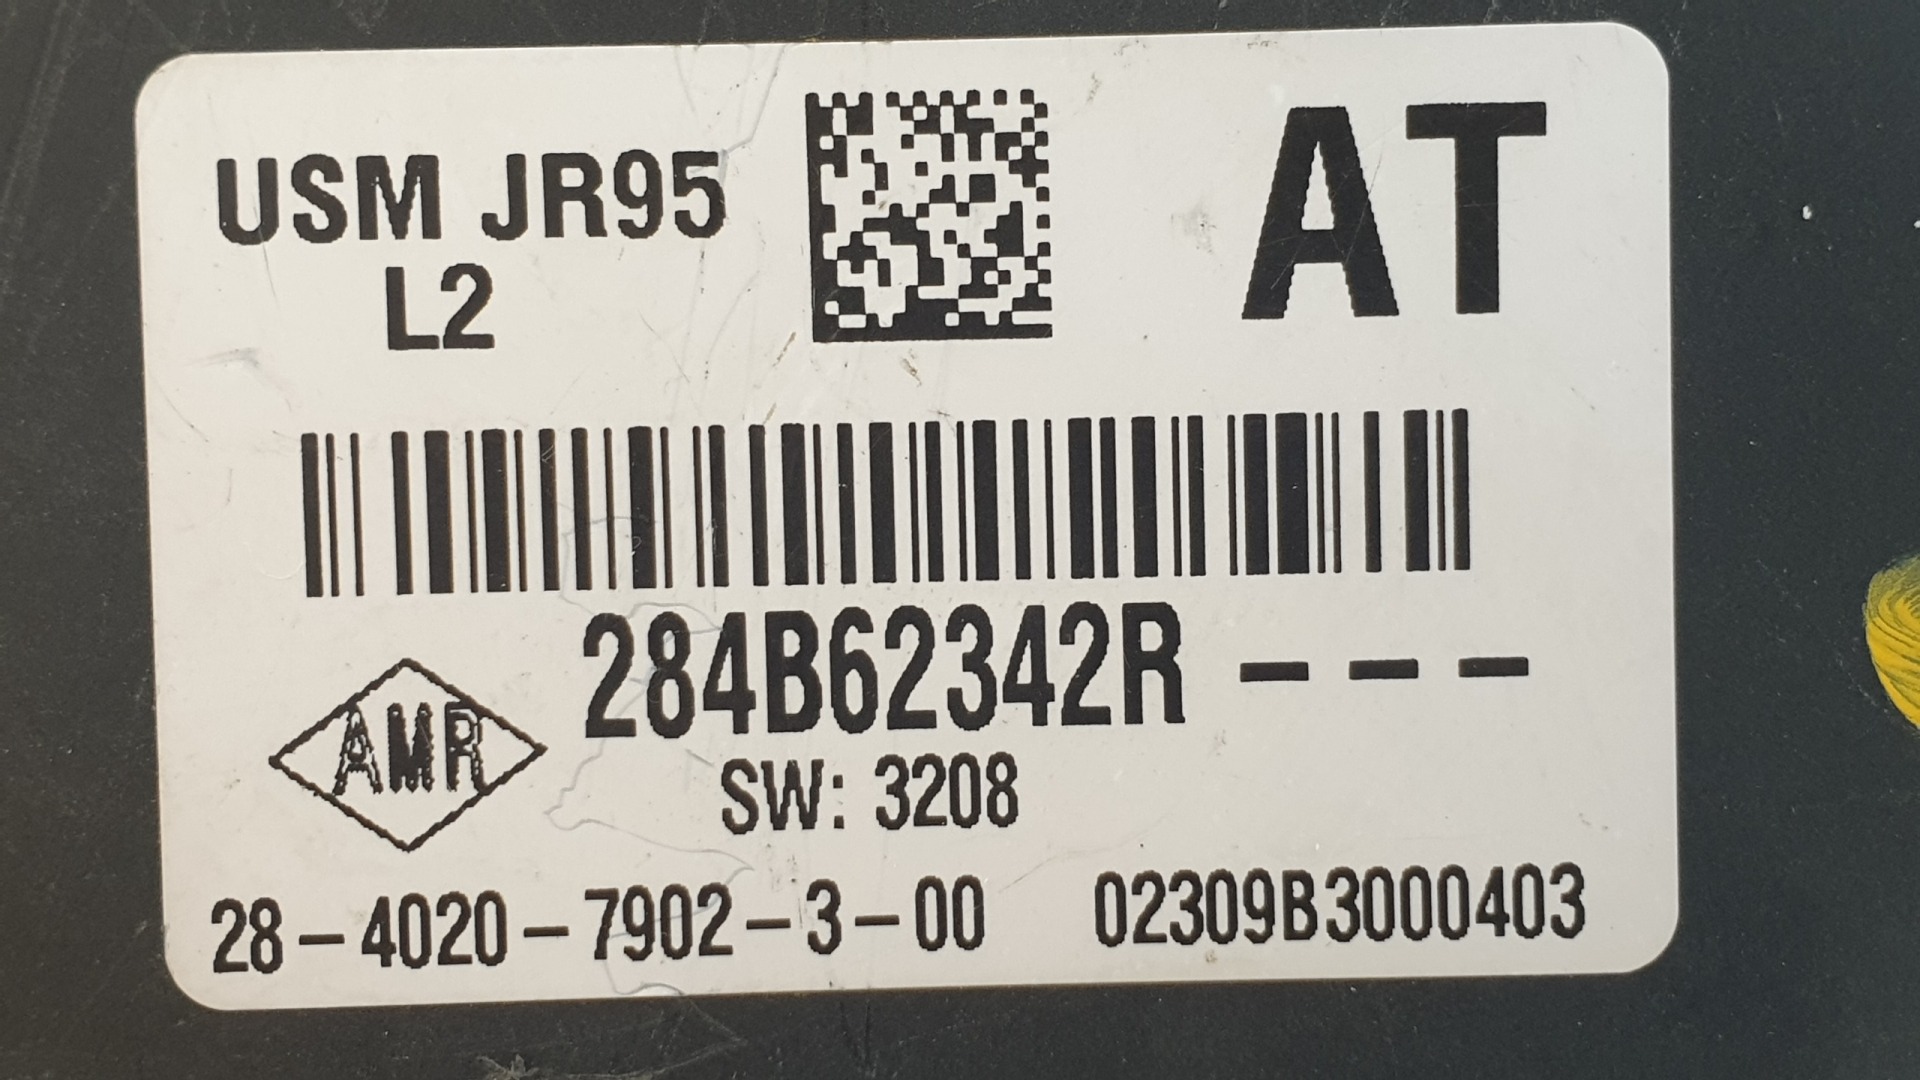 USM JR95
L2
AT
284B62342R ---
AMR
SW: 3208
28-4020-7902-3-00 02309B3000403